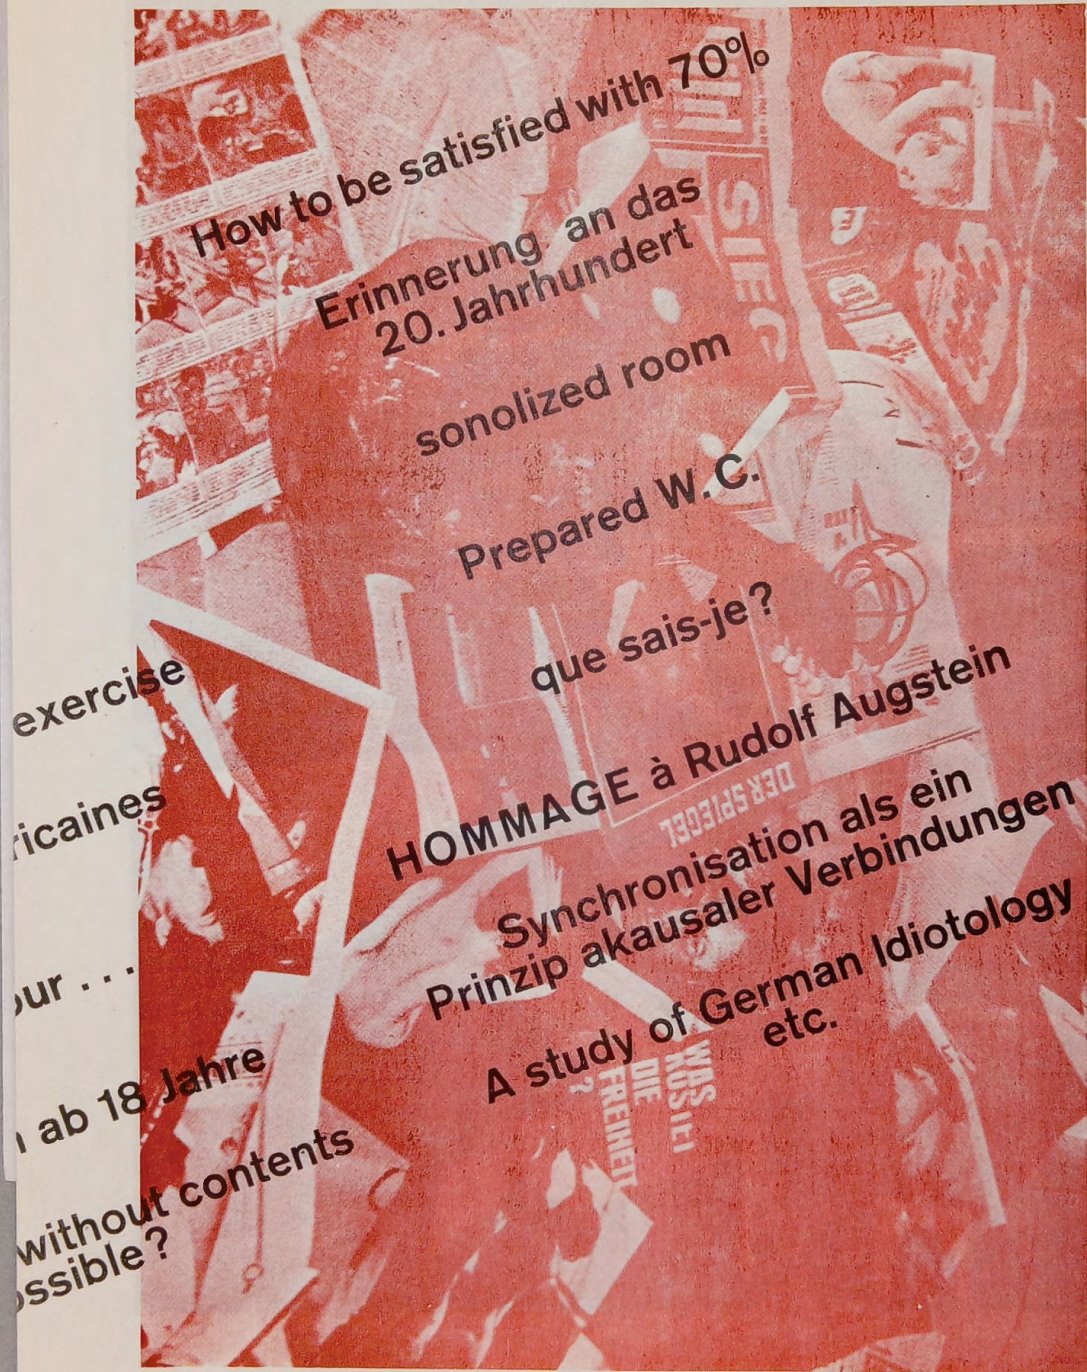 How to be satisfied with 70%
Erinnerung an das
20. Jahrhundert
sonolized room
Prepared W.C.
que sais-je?
HOMMAGE à Rudolf Augstein
Synchronisation als ein
Prinzip akausaler Verbindungen
A study of German Idiotology
etc.
exercise
ricaines
our . . .
n ab 18 Jahre
without contents
ossible?
SIEG
DER SPIEGEL
WAS
KOSTET
DIE
FREIHEIT
?